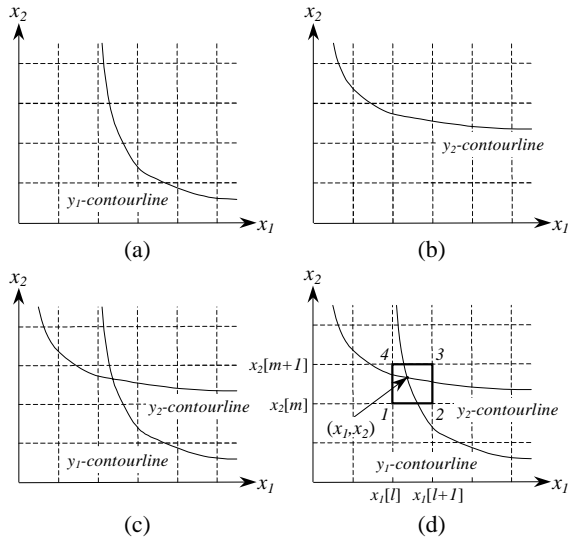 x₂
y₁-contourline
x₁
(a)
x₂
y₂-contourline
x₁
(b)
x₂
y₂-contourline
y₁-contourline
x₁
(c)
x₂
x₂[m+1]
x₂[m]
4
3
1
2
(x₁,x₂)
y₂-contourline
y₁-contourline
x₁
x₁[l]
x₁[l+1]
(d)